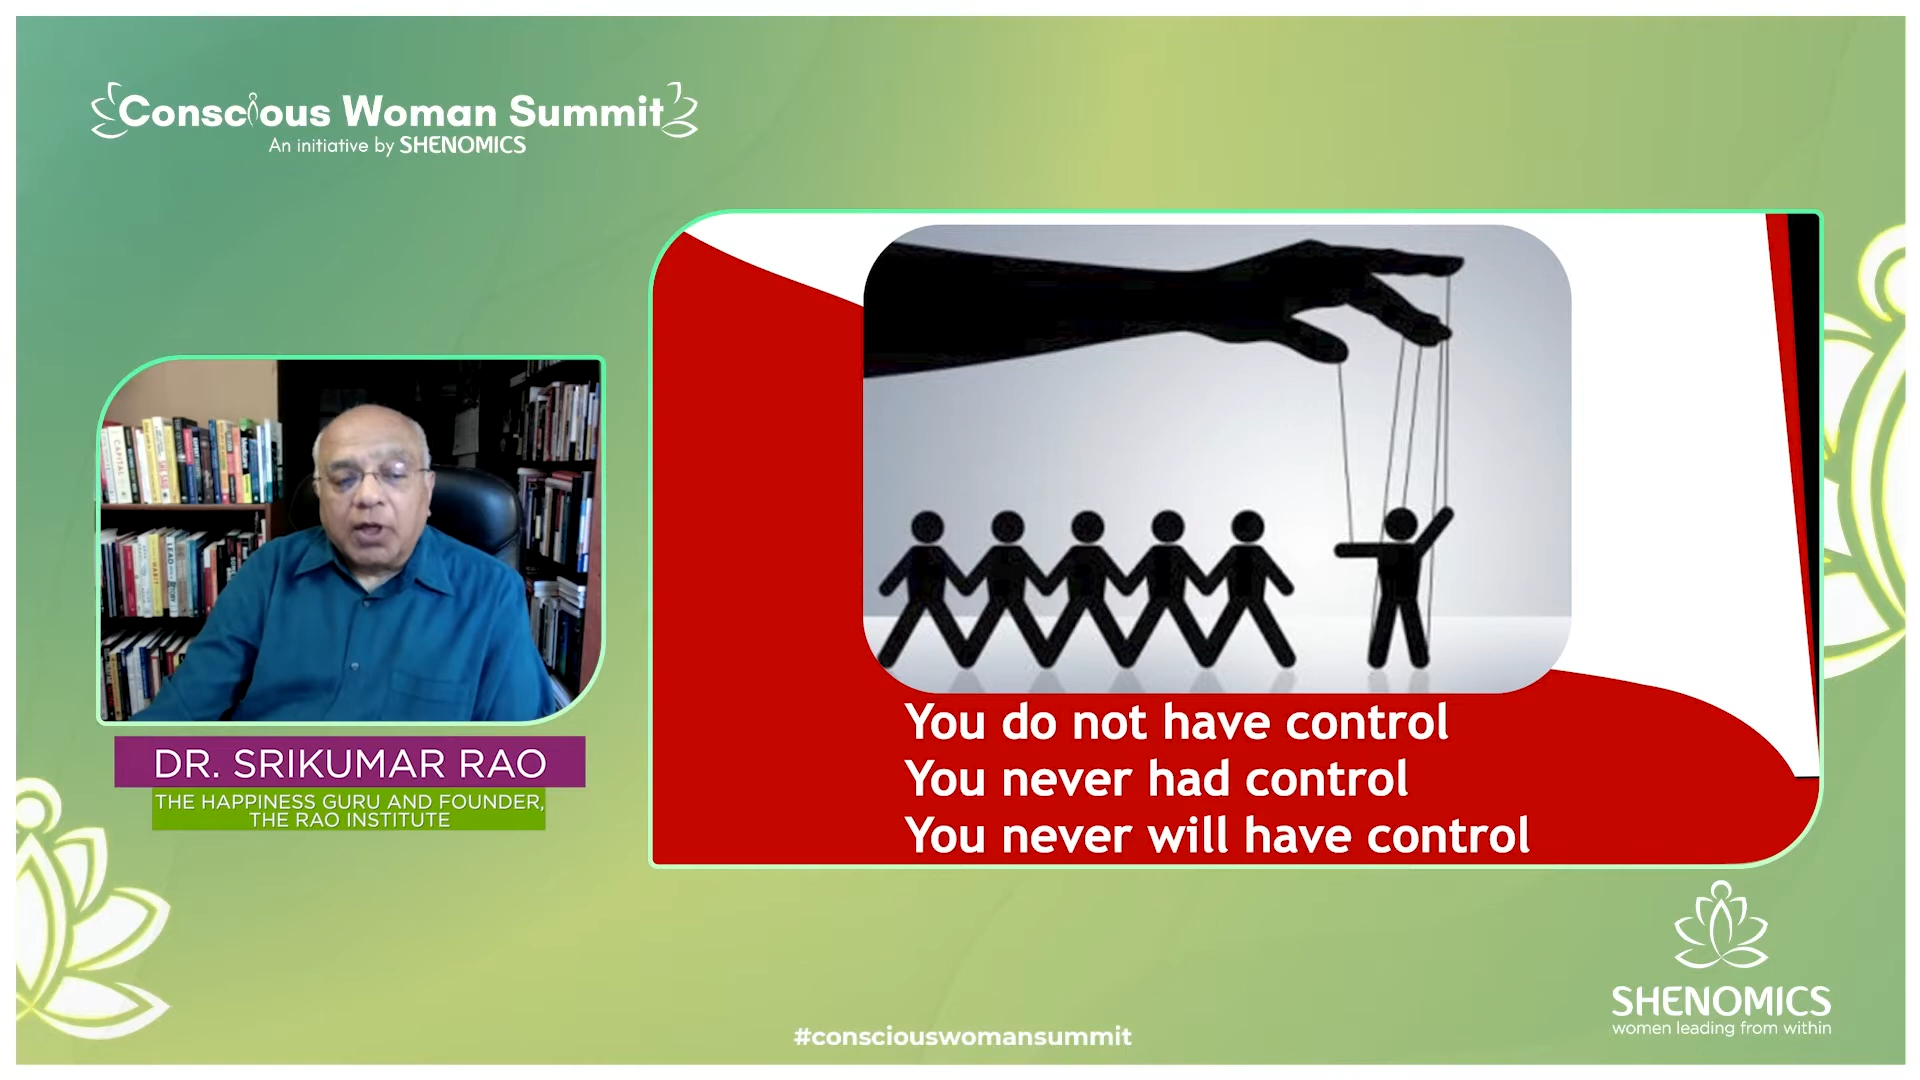 Conscious Woman Summit
An initiative by SHENOMICS
CAPITAL
DR. SRIKUMAR RAO
THE HAPPINESS GURU AND FOUNDER,
THE RAO INSTITUTE
You do not have control
You never had control
You never will have control
SHENOMICS
women leading from within
#consciouswomansummit